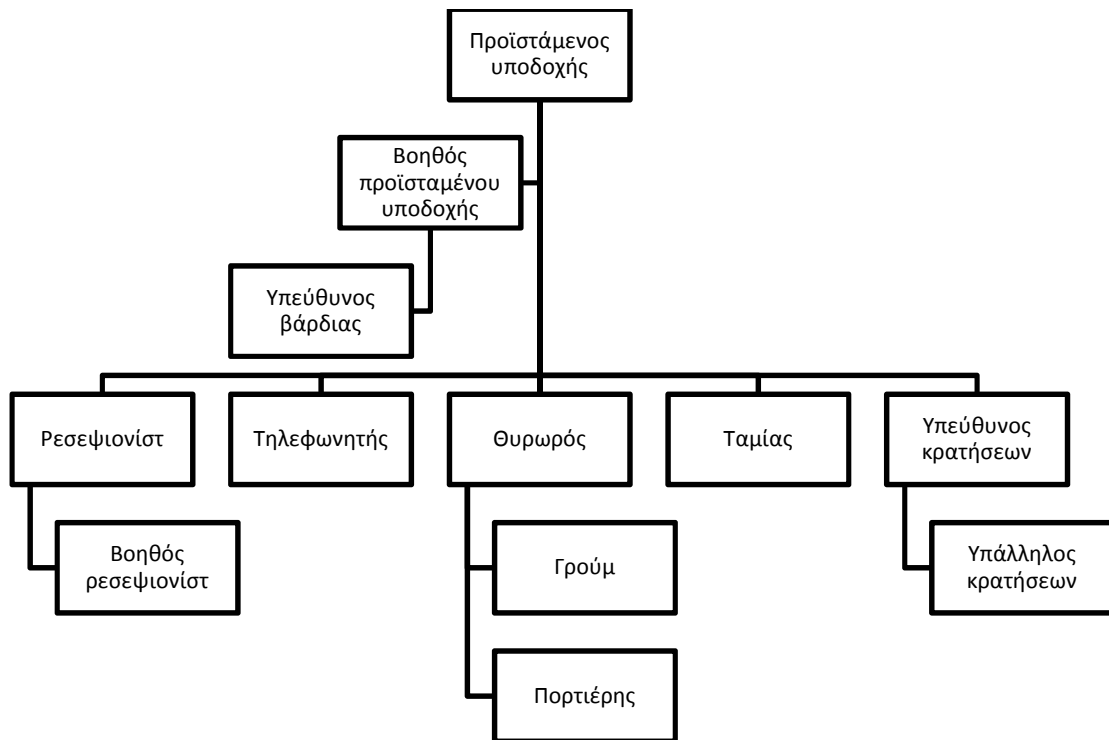 Προϊστάμενος
υποδοχής
Βοηθός
προϊσταμένου
υποδοχής
Υπεύθυνος
βάρδιας
Ρεσεψιονίστ
Τηλεφωνητής
Θυρωρός
Ταμίας
Υπεύθυνος
κρατήσεων
Βοηθός
ρεσεψιονίστ
Γρούμ
Υπάλληλος
κρατήσεων
Πορτιέρης